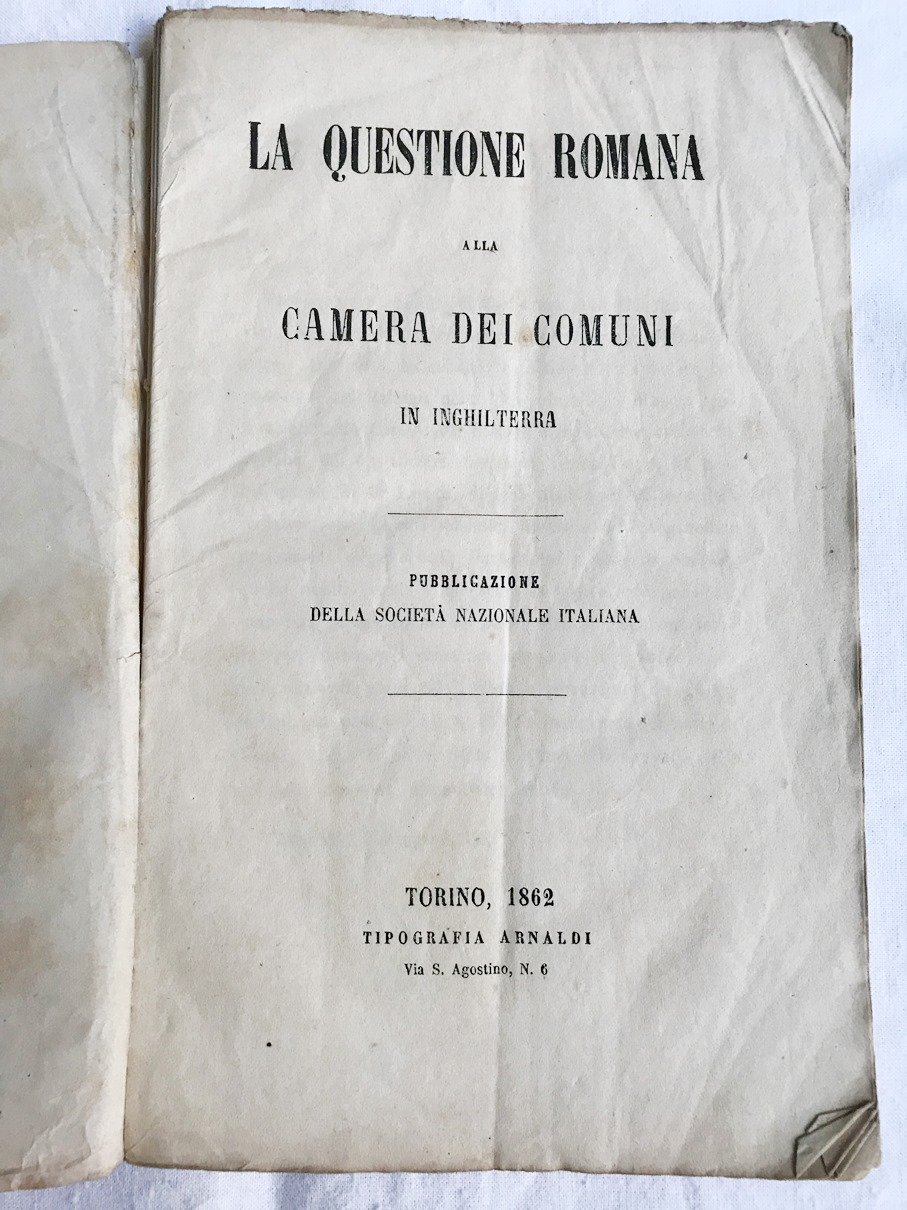 LA QUESTIONE ROMANA
ALLA
CAMERA DEI COMUNI
IN INGHILTERRA
PUBBLICAZIONE
DELLA SOCIETÀ NAZIONALE ITALIANA
TORINO, 1862
TIPOGRAFIA ARNALDI
Via S. Agostino, N. 6